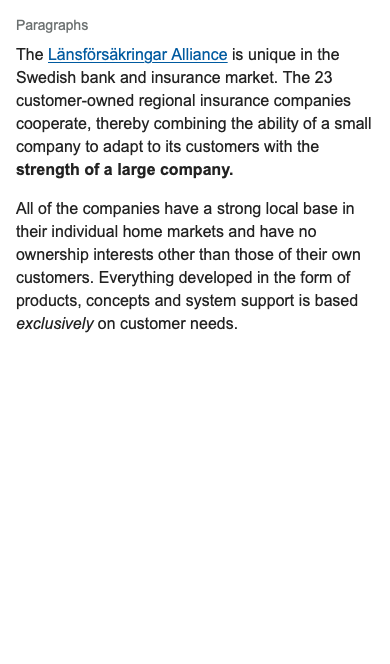 Paragraphs
The Länsförsäkringar Alliance is unique in the
Swedish bank and insurance market. The 23
customer-owned regional insurance companies
cooperate, thereby combining the ability of a small
company to adapt to its customers with the
strength of a large company.
All of the companies have a strong local base in
their individual home markets and have no
ownership interests other than those of their own
customers. Everything developed in the form of
products, concepts and system support is based
exclusively on customer needs.